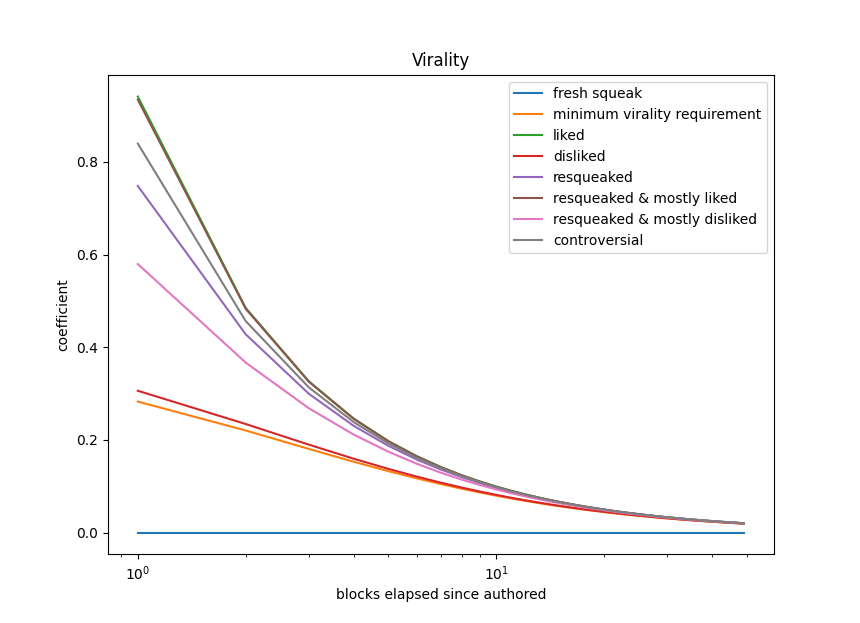 Virality
fresh squeak
minimum virality requirement
liked
disliked
resqueaked
resqueaked & mostly liked
resqueaked & mostly disliked
controversial
0.8
0.6
0.4
0.2
0.0
coefficient
10⁰
10¹
blocks elapsed since authored